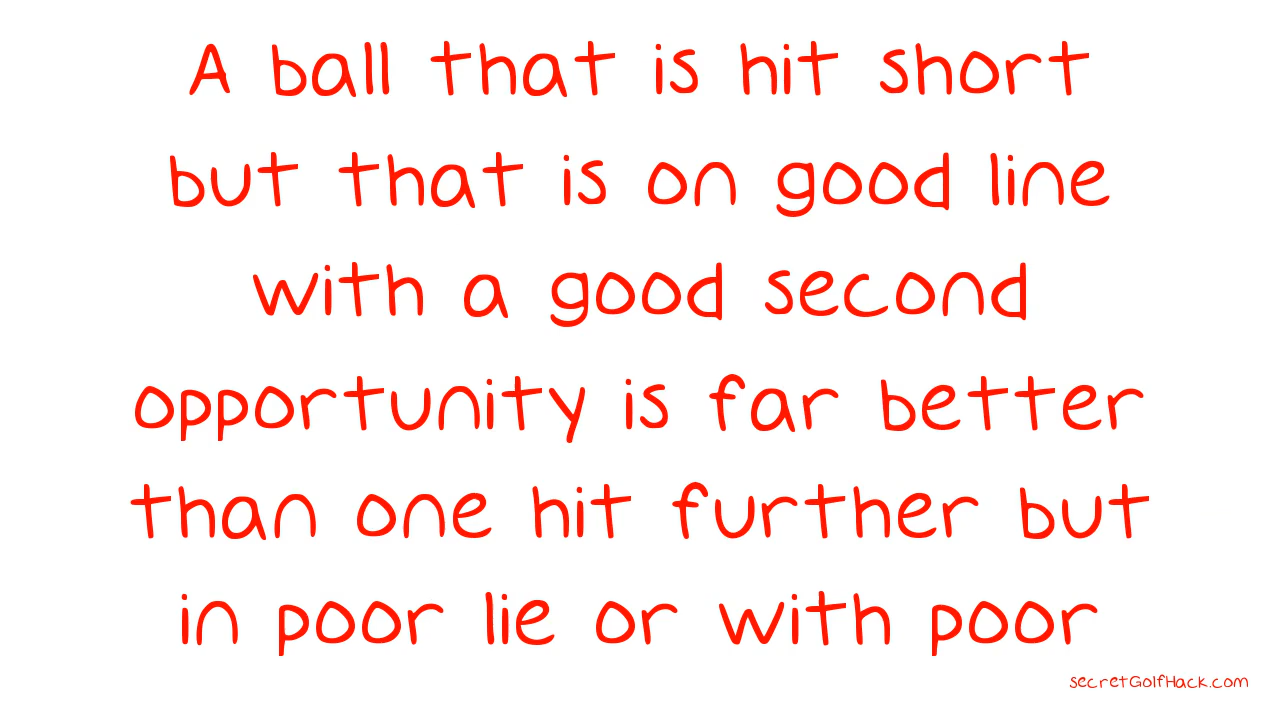 A ball that is hit short
but that is on good line
with a good second
opportunity is far better
than one hit further but
in poor lie or with poor
secretGolfHack.com